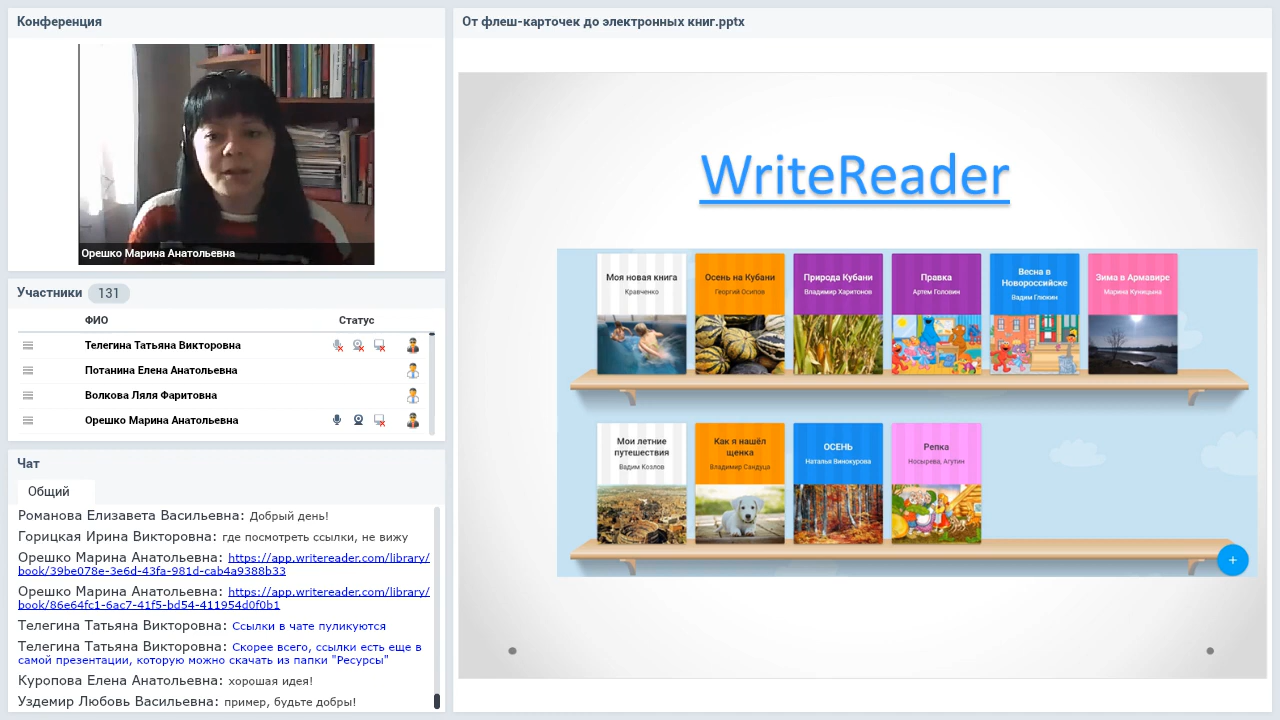 Конференция
Орешко Марина Анатольевна
Участники 131
ФИО Статус
Телегина Татьяна Викторовна
Потанина Елена Анатольевна
Волкова Ляля Фаритовна
Орешко Марина Анатольевна
Чат
Общий
Романова Елизавета Васильевна: Добрый день!
Горицкая Ирина Викторовна: где посмотреть ссылки, не вижу
Орешко Марина Анатольевна: https://app.writereader.com/library/
book/39be078e-3e6d-43fa-981d-cab4a9388b33
Орешко Марина Анатольевна: https://app.writereader.com/library/
book/86e64fc1-6ac7-41f5-bd54-411954d0f0b1
Телегина Татьяна Викторовна: Ссылки в чате пуликуются
Телегина Татьяна Викторовна: Скорее всего, ссылки есть еще в
самой презентации, которую можно скачать из папки "Ресурсы"
Куропова Елена Анатольевна: хорошая идея!
Уздемир Любовь Васильевна: пример, будьте добры!
От флеш-карточек до электронных книг.pptx
WriteReader
Моя новая книга
Кравченко
Осень на Кубани
Георгий Осипов
Природа Кубани
Владимир Харитонов
Правка
Артем Головин
Весна в
Новороссийске
Вадим Глюкин
Зима в Армавире
Марина Куницына
Мои летние
путешествия
Вадим Козлов
Как я нашёл
щенка
Владимир Сандуца
ОСЕНЬ
Наталья Винокурова
Репка
Носырева, Агутин